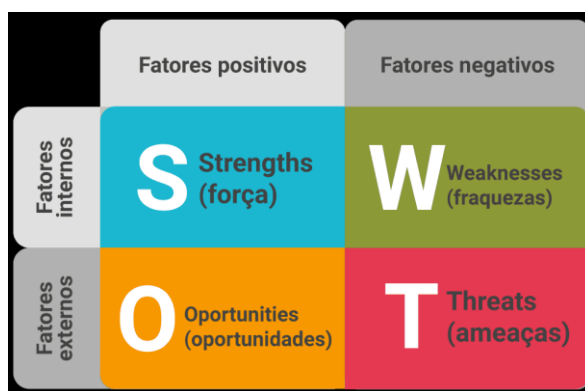 Fatores positivos
Fatores negativos
Fatores
internos
S
Strengths
(força)
W
Weaknesses
(fraquezas)
Fatores
externos
O
Oportunities
(oportunidades)
T
Threats
(ameaças)